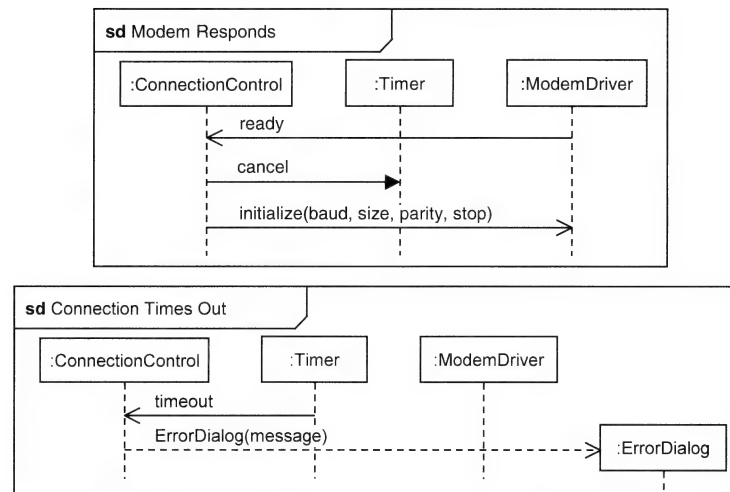 sd Modem Responds
:ConnectionControl :Timer :ModemDriver
ready
cancel
initialize(baud, size, parity, stop)
sd Connection Times Out
:ConnectionControl :Timer :ModemDriver
timeout
ErrorDialog(message)
:ErrorDialog